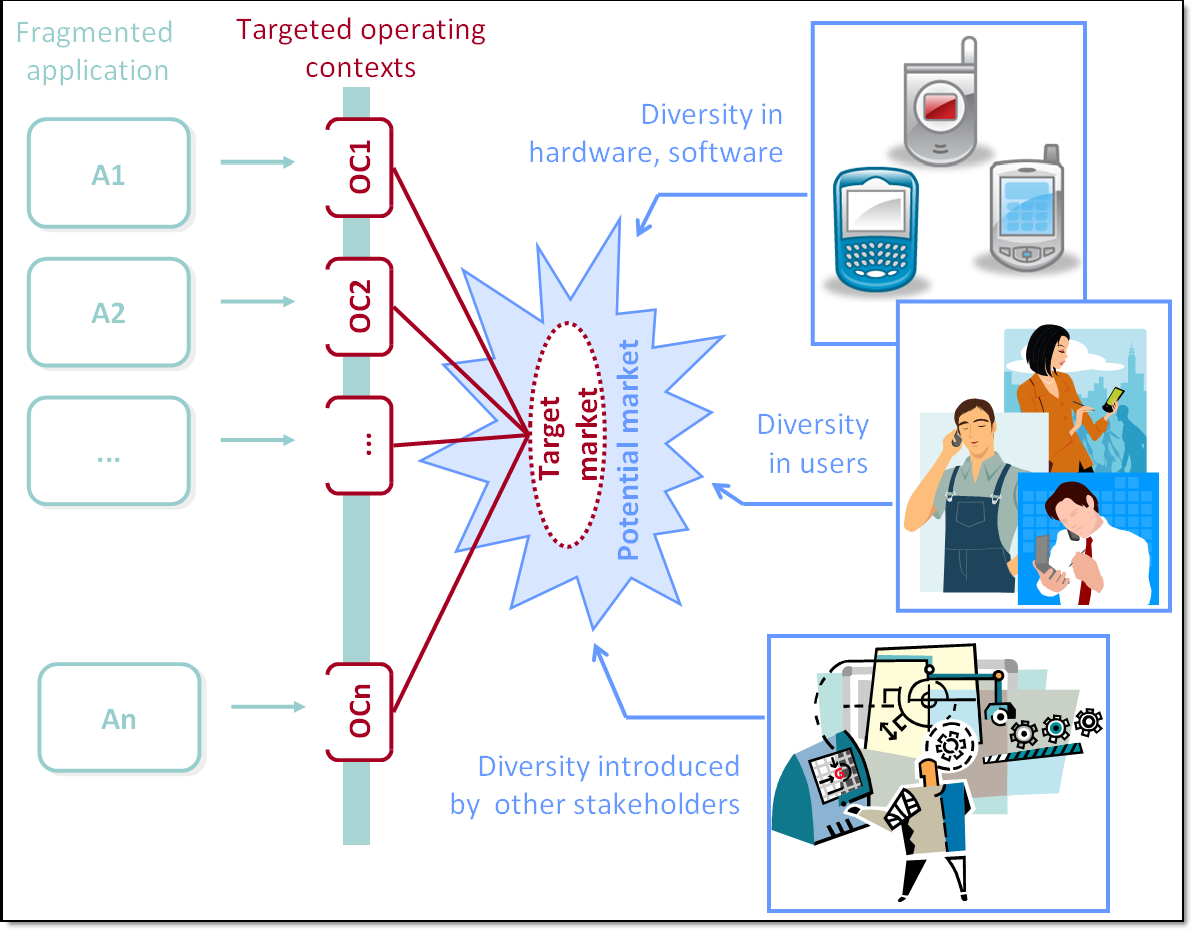 Fragmented
application
Targeted operating
contexts
A1
OC1
A2
OC2
...
...
An
OCn
Target
market
Potential market
Diversity in
hardware, software
Diversity
in users
Diversity introduced
by other stakeholders